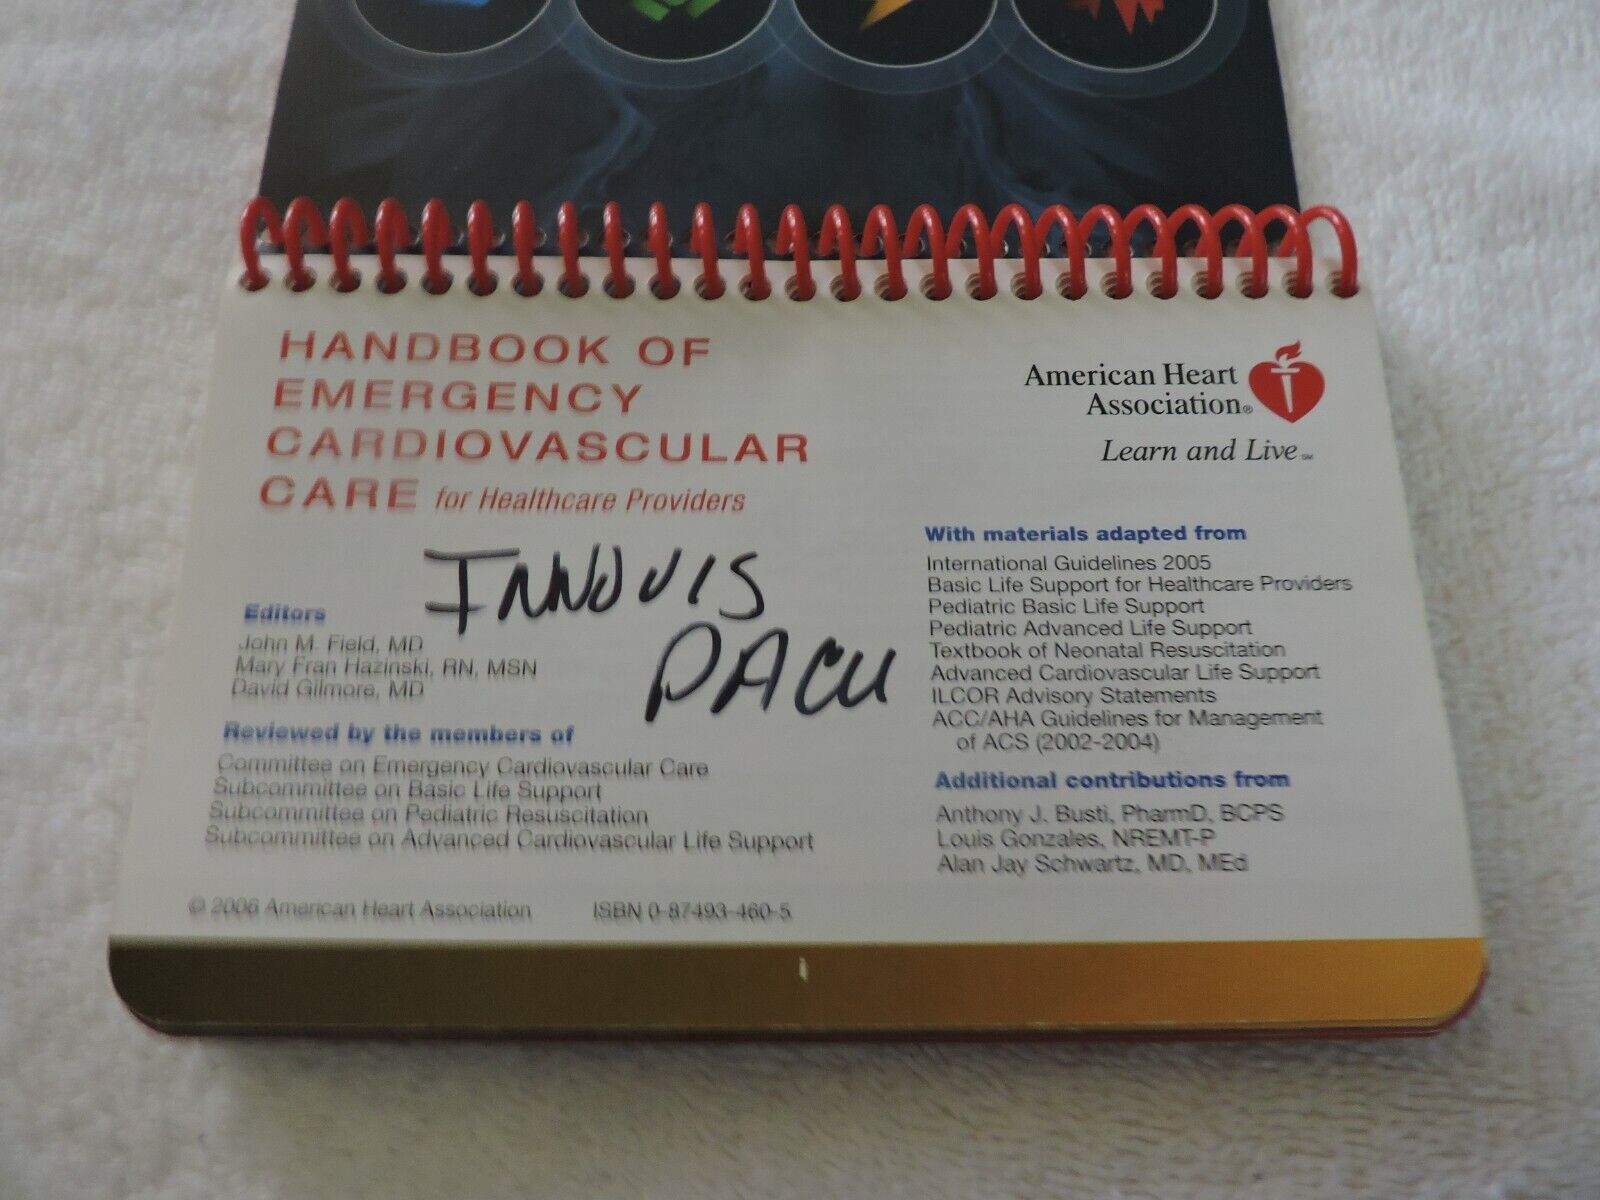 HANDBOOK OF
EMERGENCY
CARDIOVASCULAR
CARE for Healthcare Providers
American Heart
Association®
Learn and Live℠
INNOVIS
PACU
Editors
John M. Field, MD
Mary Fran Hazinski, RN, MSN
David Gilmore, MD
Reviewed by the members of
Committee on Emergency Cardiovascular Care
Subcommittee on Basic Life Support
Subcommittee on Pediatric Resuscitation
Subcommittee on Advanced Cardiovascular Life Support
© 2006 American Heart Association ISBN 0-87493-460-5
With materials adapted from
International Guidelines 2005
Basic Life Support for Healthcare Providers
Pediatric Basic Life Support
Pediatric Advanced Life Support
Textbook of Neonatal Resuscitation
Advanced Cardiovascular Life Support
ILCOR Advisory Statements
ACC/AHA Guidelines for Management
of ACS (2002-2004)
Additional contributions from
Anthony J. Busti, PharmD, BCPS
Louis Gonzales, NREMT-P
Alan Jay Schwartz, MD, MEd
i